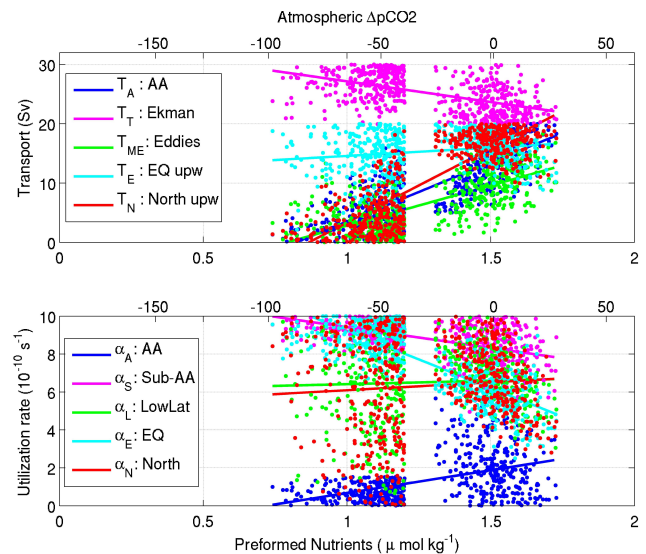 Atmospheric ΔpCO2
-150 -100 -50 0 50
30
20
10
0
Transport (Sv)
T_A : AA
T_T : Ekman
T_ME : Eddies
T_E : EQ upw
T_N : North upw
0 0.5 1 1.5 2
-150 -100 -50 0 50
10
8
6
4
2
0
Utilization rate (10^-10 s^-1)
α_A: AA
α_S: Sub-AA
α_L: LowLat
α_E: EQ
α_N: North
0 0.5 1 1.5 2
Preformed Nutrients ( μ mol kg^-1)